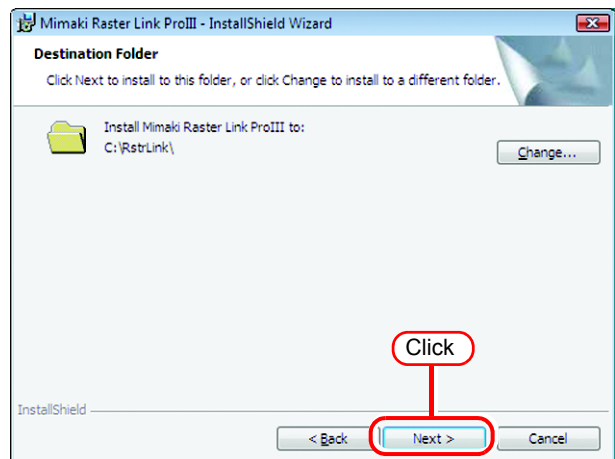 Mimaki Raster Link ProIII - InstallShield Wizard
Destination Folder
Click Next to install to this folder, or click Change to install to a different folder.
Install Mimaki Raster Link ProIII to:
C:\RstrLink\
Change...
Click
InstallShield
< Back
Next >
Cancel